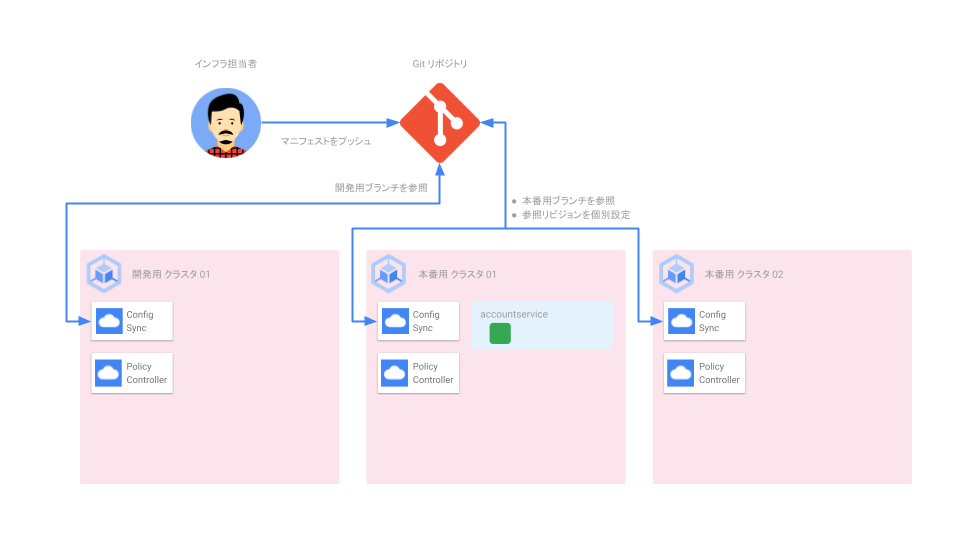 インフラ担当者
Git リポジトリ
マニフェストをプッシュ
開発用ブランチを参照
● 本番用ブランチを参照
● 参照リビジョンを個別設定
開発用 クラスタ 01
Config
Sync
Policy
Controller
本番用 クラスタ 01
Config
Sync
accountservice
Policy
Controller
本番用 クラスタ 02
Config
Sync
Policy
Controller